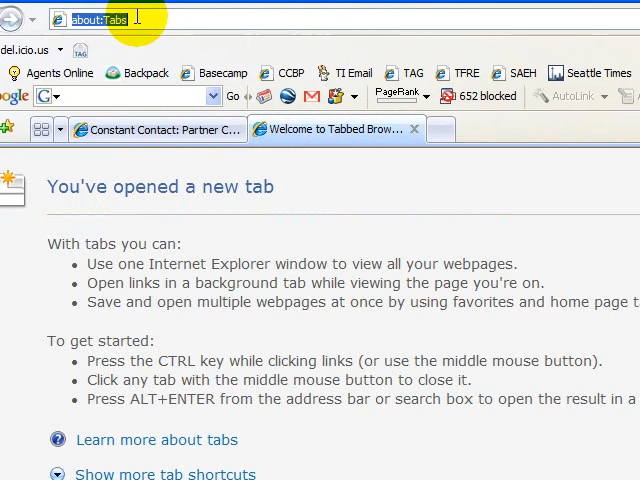 about:Tabs
del.icio.us TAG
Agents Online Backpack Basecamp CCBP TI Email TAG TFRE SAEH Seattle Times
ogle G Go PageRank 652 blocked AutoLink
Constant Contact: Partner C... Welcome to Tabbed Brow...
You've opened a new tab
With tabs you can:
Use one Internet Explorer window to view all your webpages.
Open links in a background tab while viewing the page you're on.
Save and open multiple webpages at once by using favorites and home page t
To get started:
Press the CTRL key while clicking links (or use the middle mouse button).
Click any tab with the middle mouse button to close it.
Press ALT+ENTER from the address bar or search box to open the result in a
Learn more about tabs
Show more tab shortcuts